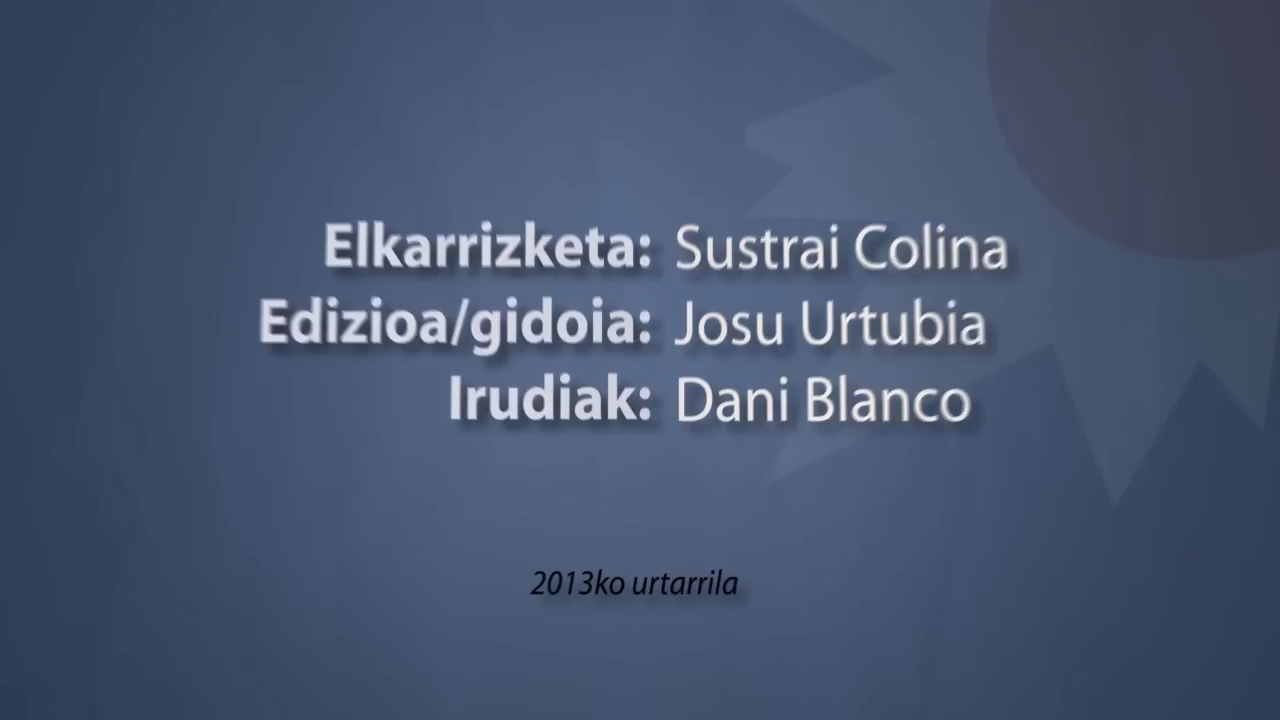 Elkarrizketa: Sustrai Colina
Edizioa/gidoia: Josu Urtubia
Irudiak: Dani Blanco
2013ko urtarrila